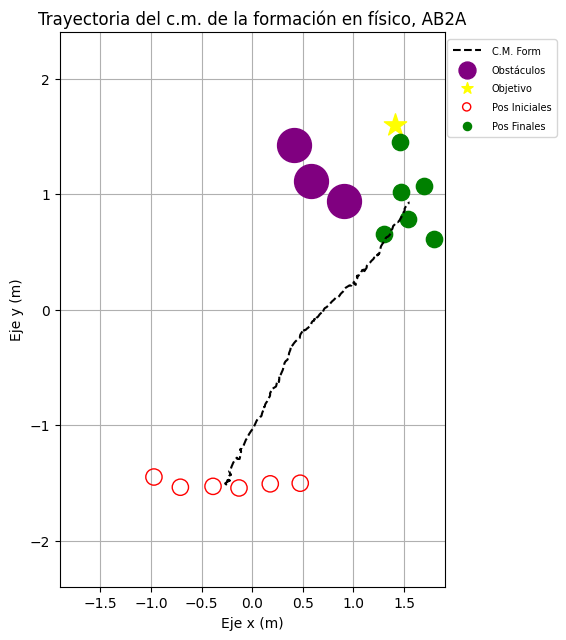 Trayectoria del c.m. de la formación en físico, AB2A
C.M. Form
Obstáculos
Objetivo
Pos Iniciales
Pos Finales
Eje y (m)
2
1
0
−1
−2
−1.5
−1.0
−0.5
0.0
0.5
1.0
1.5
Eje x (m)